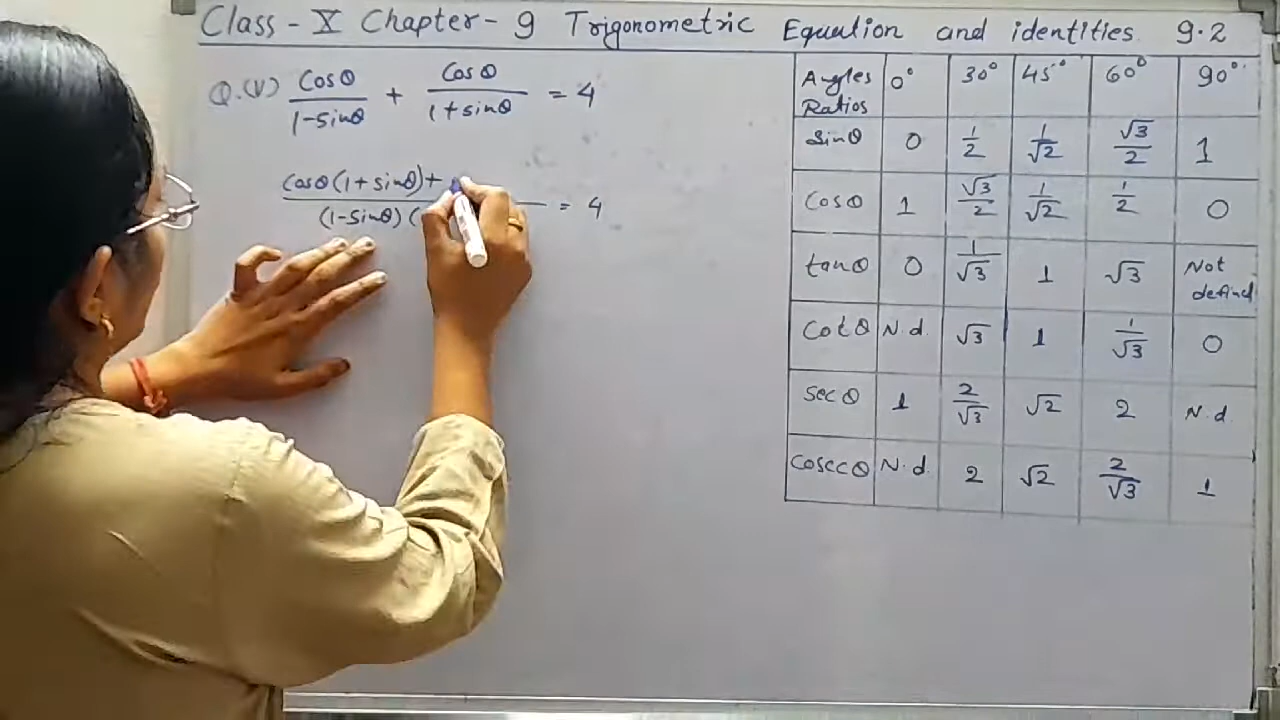 Class - X Chapter - 9 Trigonometric Equation and identities 9.2
Q.(V) Cosθ/1-Sinθ + Cosθ/1+sinθ = 4
Cosθ(1+sinθ)+
(1-Sinθ)( = 4
Angles Ratios 0° 30° 45° 60° 90°
Sinθ 0 1/2 1/√2 √3/2 1
Cosθ 1 √3/2 1/√2 1/2 0
tanθ 0 1/√3 1 √3 Not defined
Cotθ N.d. √3 1 1/√3 0
Secθ 1 2/√3 √2 2 N.d.
Cosecθ N.d. 2 √2 2/√3 1